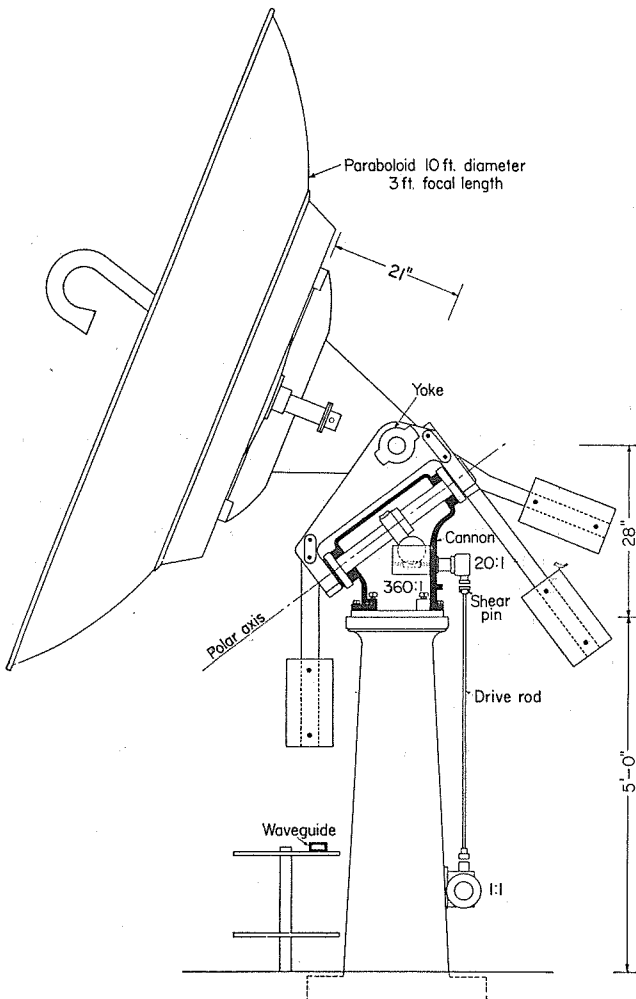 Paraboloid 10 ft. diameter
3 ft. focal length
21"
Yoke
28"
Cannon
20:1
360:1
Shear
pin
Polar axis
Drive rod
5'-0"
Waveguide
1:1